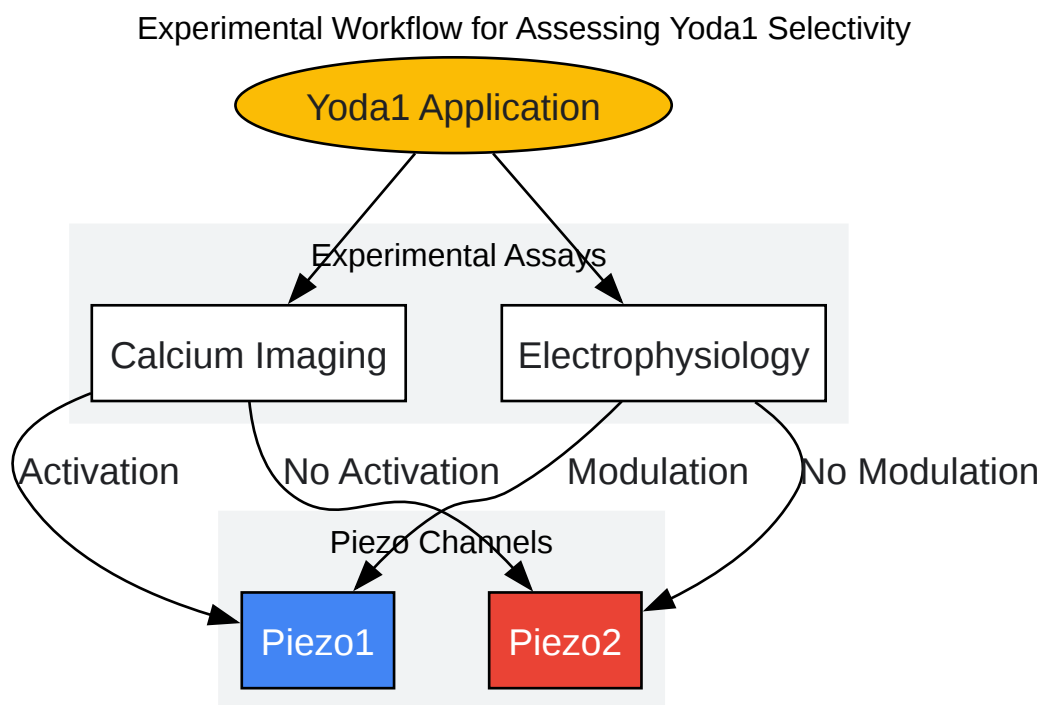 Experimental Workflow for Assessing Yoda1 Selectivity
Yoda1 Application
Experimental Assays
Calcium Imaging
Electrophysiology
Activation
No Activation
Modulation
No Modulation
Piezo Channels
Piezo1
Piezo2